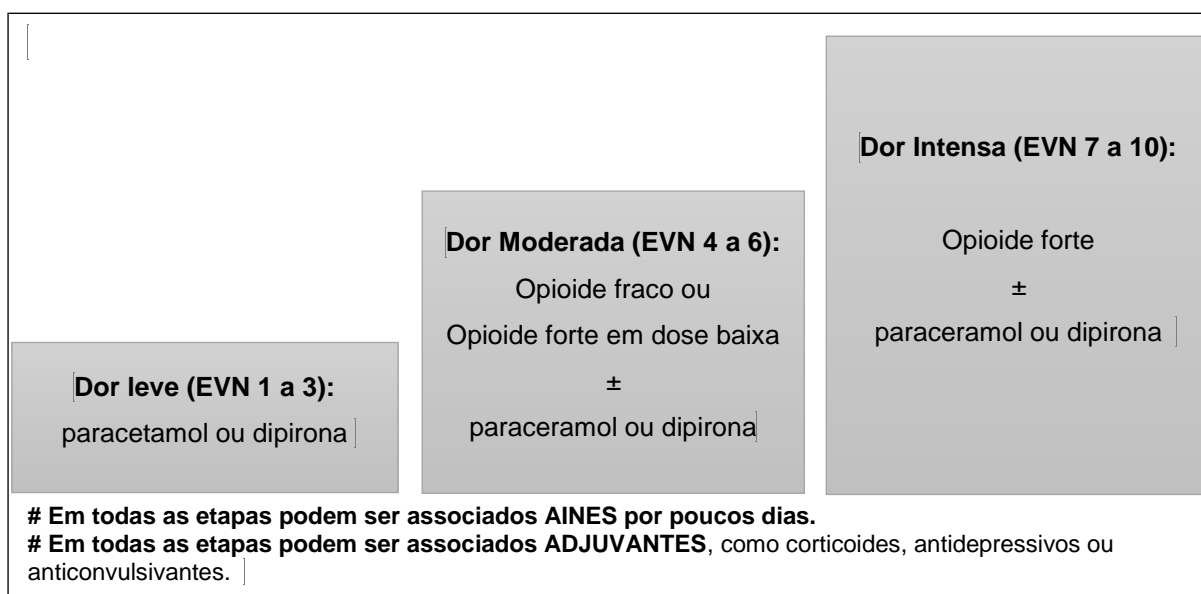 Dor leve (EVN 1 a 3):
paracetamol ou dipirona
Dor Moderada (EVN 4 a 6):
Opioide fraco ou
Opioide forte em dose baixa
±
paraceramol ou dipirona
Dor Intensa (EVN 7 a 10):
Opioide forte
±
paraceramol ou dipirona
# Em todas as etapas podem ser associados AINES por poucos dias.
# Em todas as etapas podem ser associados ADJUVANTES, como corticoides, antidepressivos ou
anticonvulsivantes.